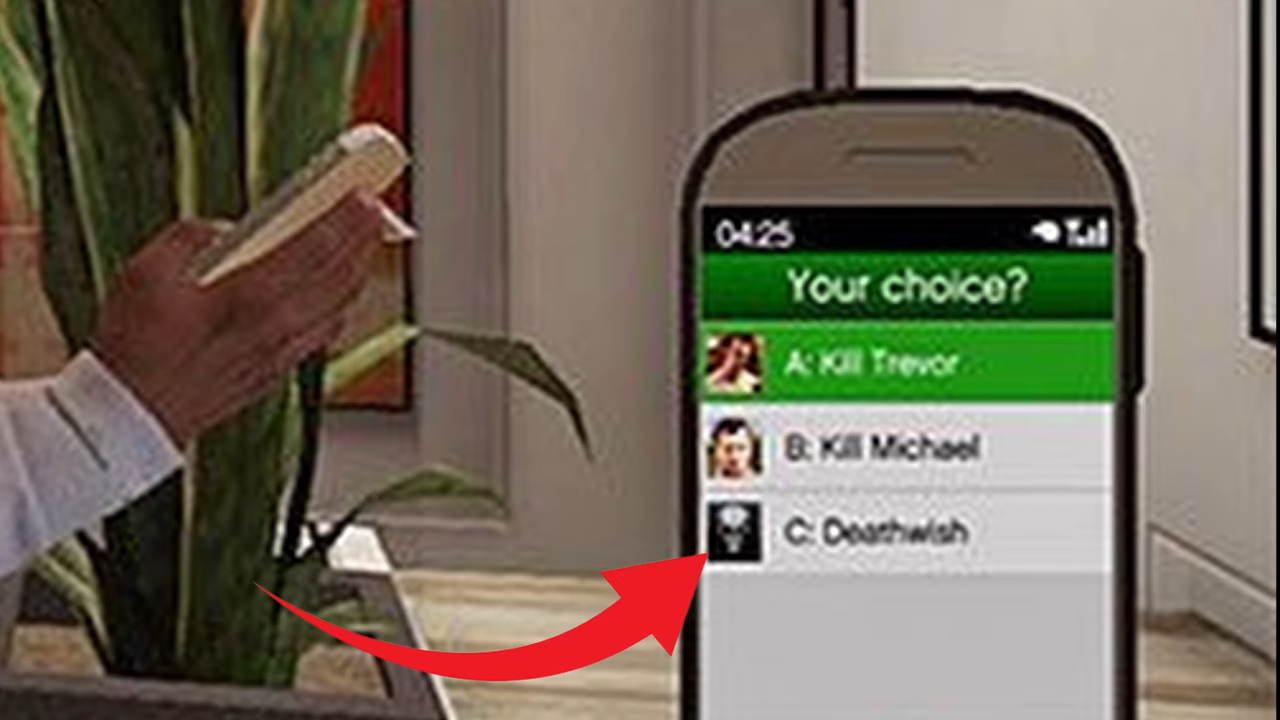 04:25
Your choice?
A: Kill Trevor
B: Kill Michael
C: Deathwish